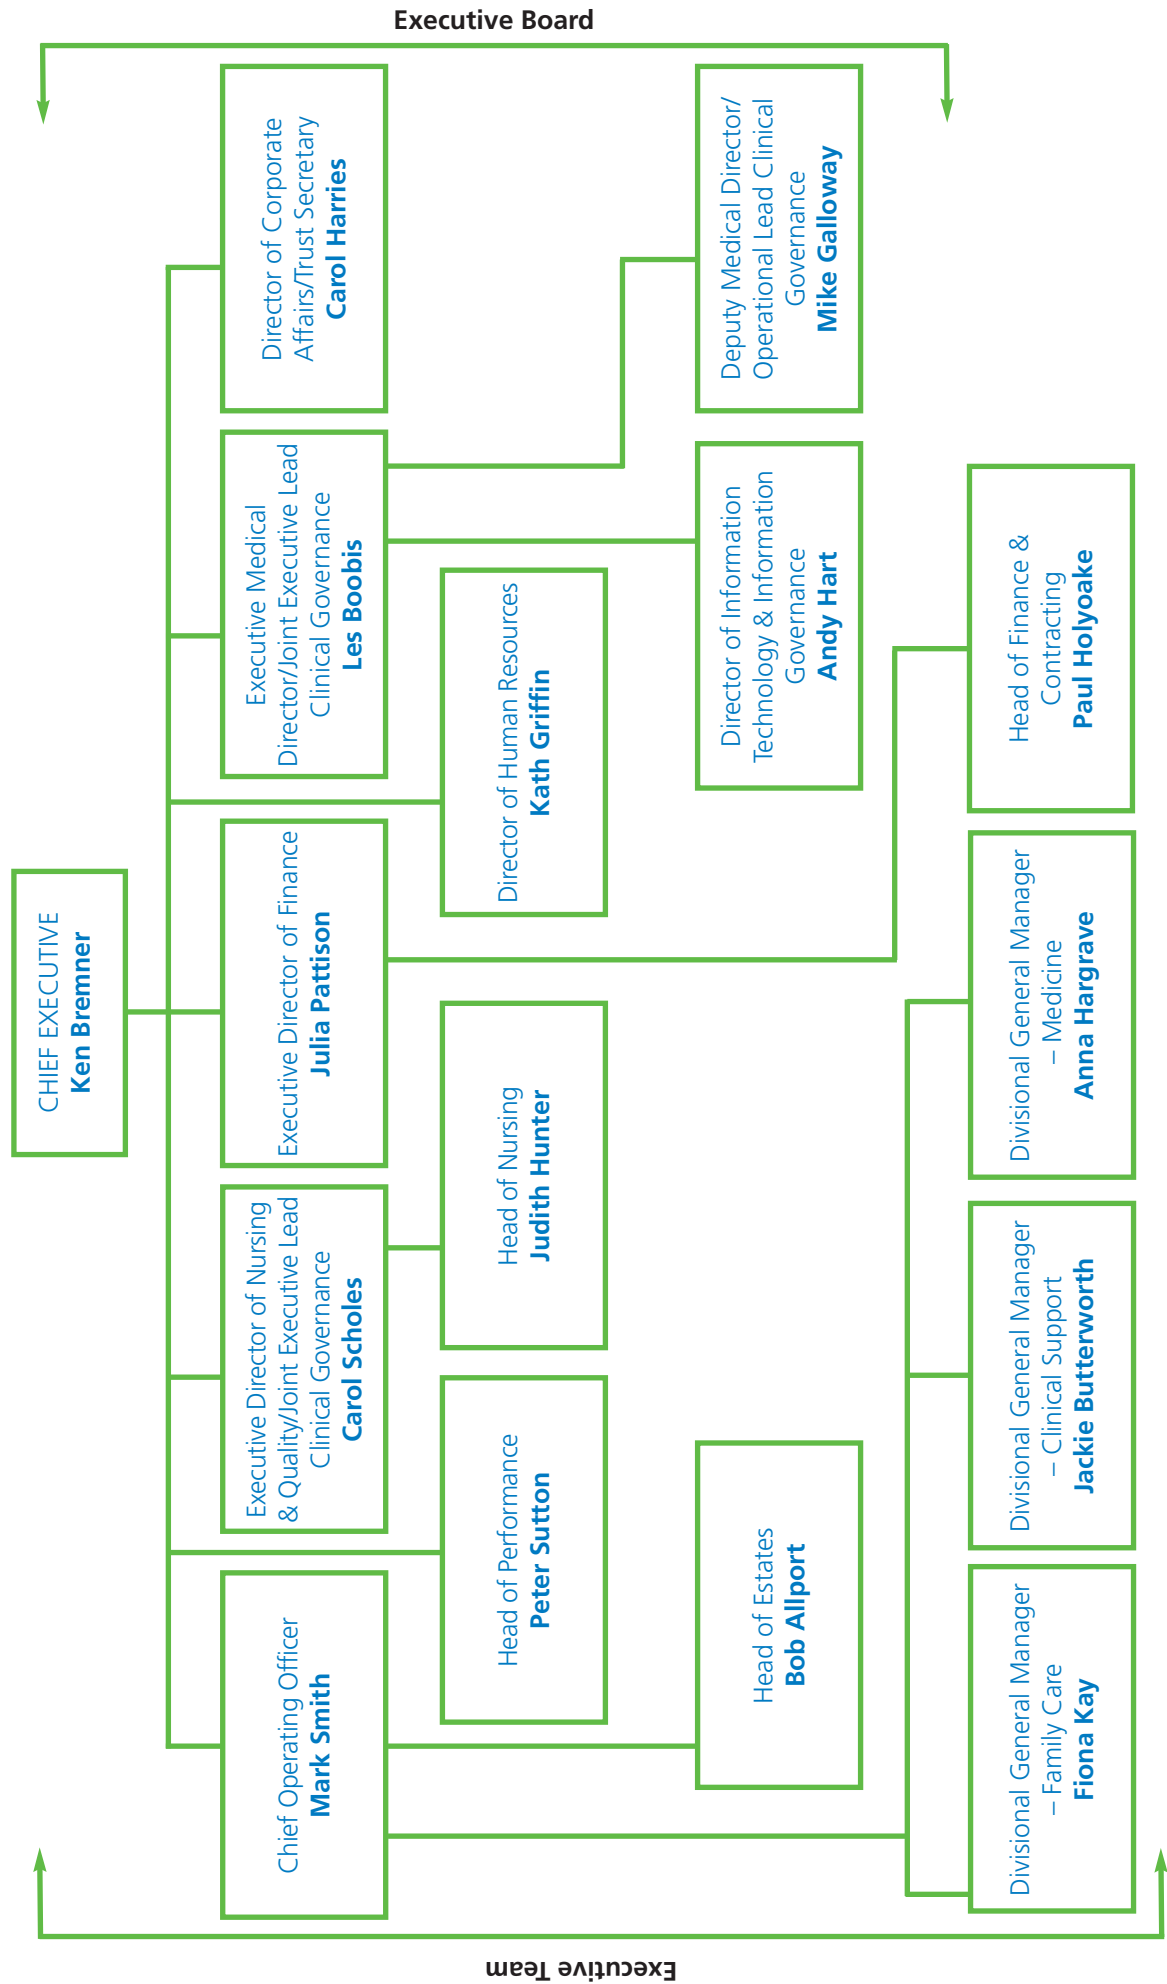 Executive Board
CHIEF EXECUTIVE
Ken Bremner
Chief Operating Officer
Mark Smith
Executive Director of Nursing
& Quality/Joint Executive Lead
Clinical Governance
Carol Scholes
Executive Director of Finance
Julia Pattison
Executive Medical
Director/Joint Executive Lead
Clinical Governance
Les Boobis
Director of Corporate
Affairs/Trust Secretary
Carol Harries
Head of Performance
Peter Sutton
Head of Nursing
Judith Hunter
Director of Human Resources
Kath Griffin
Head of Estates
Bob Allport
Director of Information
Technology & Information
Governance
Andy Hart
Deputy Medical Director/
Operational Lead Clinical
Governance
Mike Galloway
Divisional General Manager
– Family Care
Fiona Kay
Divisional General Manager
– Clinical Support
Jackie Butterworth
Divisional General Manager
– Medicine
Anna Hargrave
Head of Finance &
Contracting
Paul Holyoake
Executive Team